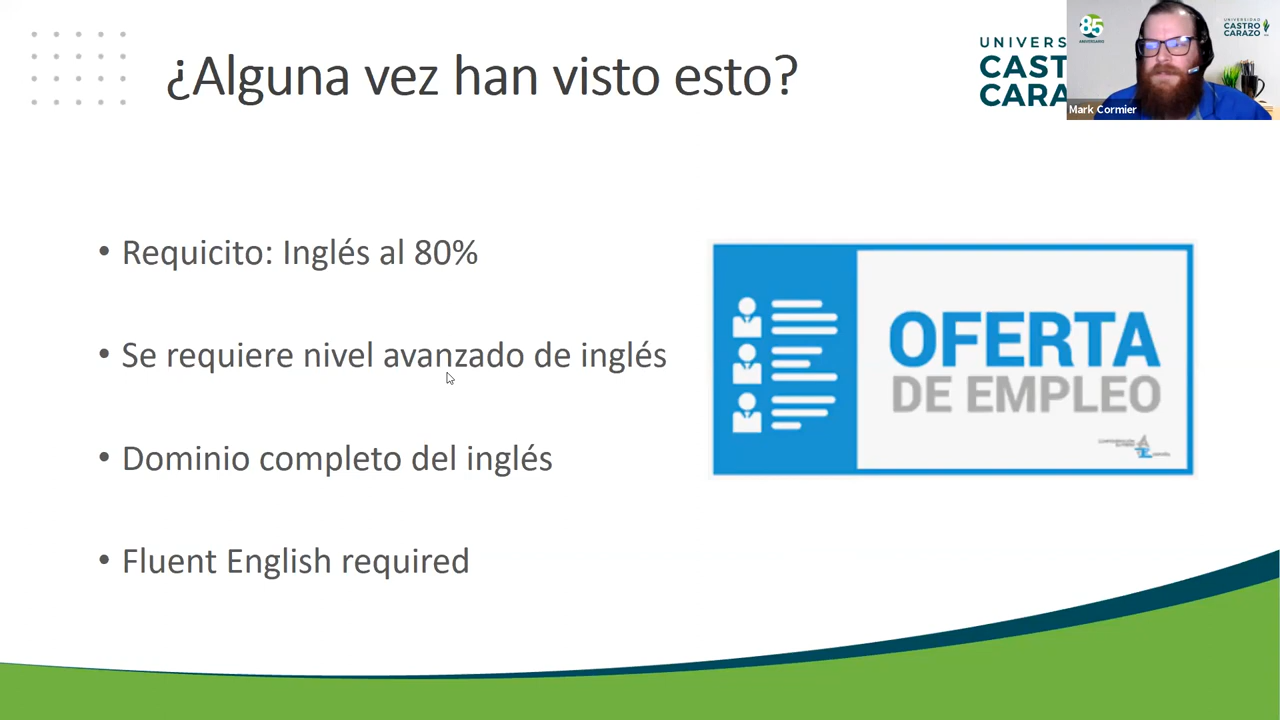 ¿Alguna vez han visto esto?
UNIVERS
CAST
CARA
85
ANIVERSARIO
UNIVERSIDAD
CASTRO
CARAZO
Mark Cormier
• Requicito: Inglés al 80%
• Se requiere nivel avanzado de inglés
• Dominio completo del inglés
• Fluent English required
OFERTA
DE EMPLEO